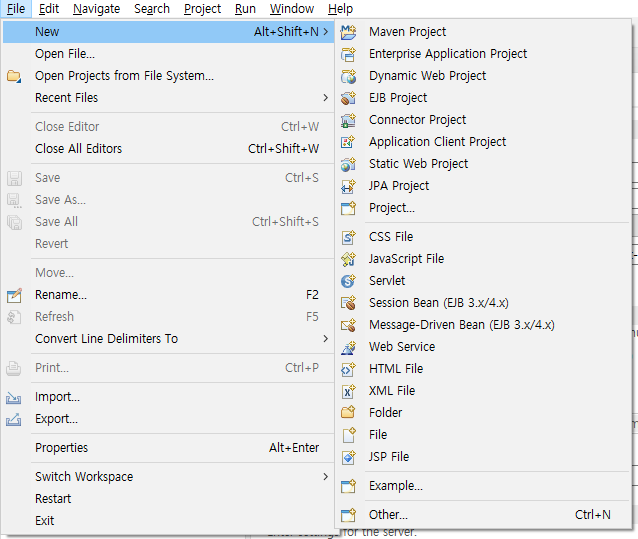 File Edit Navigate Search Project Run Window Help
New Alt+Shift+N
Open File...
Open Projects from File System...
Recent Files
Close Editor Ctrl+W
Close All Editors Ctrl+Shift+W
Save Ctrl+S
Save As...
Save All Ctrl+Shift+S
Revert
Move...
Rename... F2
Refresh F5
Convert Line Delimiters To
Print... Ctrl+P
Import...
Export...
Properties Alt+Enter
Switch Workspace
Restart
Exit
Maven Project
Enterprise Application Project
Dynamic Web Project
EJB Project
Connector Project
Application Client Project
Static Web Project
JPA Project
Project...
CSS File
JavaScript File
Servlet
Session Bean (EJB 3.x/4.x)
Message-Driven Bean (EJB 3.x/4.x)
Web Service
HTML File
XML File
Folder
File
JSP File
Example...
Other... Ctrl+N
Enter settings for the server.